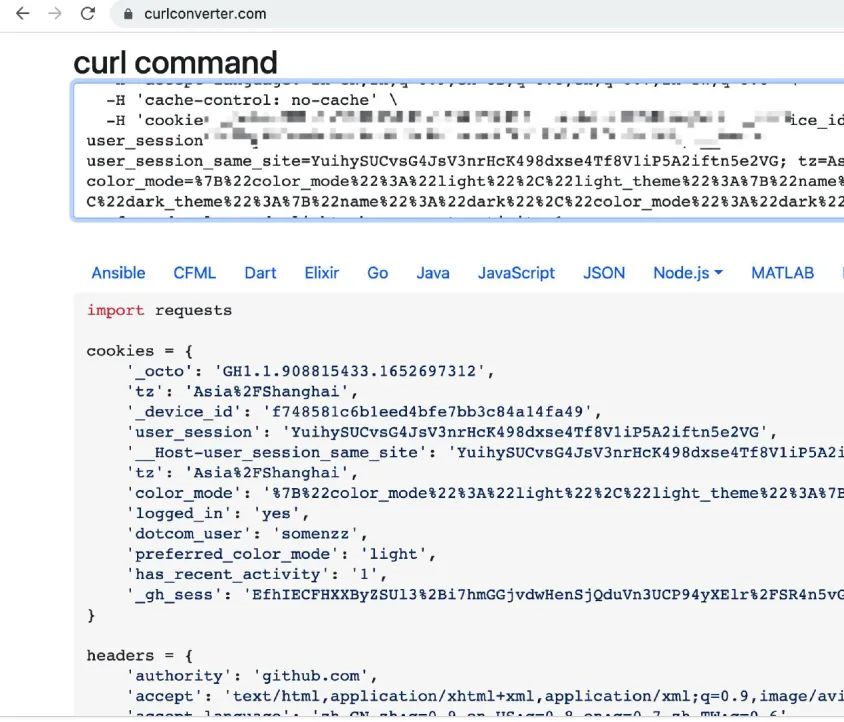 curlconverter.com
curl command
-H 'cache-control: no-cache' \
-H 'cookie ice_id
user_session
user_session_same_site=YuihySUCvsG4JsV3nrHcK498dxse4Tf8V1iP5A2iftn5e2VG; tz=As
color_mode=%7B%22color_mode%22%3A%22light%22%2C%22light_theme%22%3A%7B%22name%
C%22dark_theme%22%3A%7B%22name%22%3A%22dark%22%2C%22color_mode%22%3A%22dark%22
Ansible CFML Dart Elixir Go Java JavaScript JSON Node.js MATLAB
import requests
cookies = {
'_octo': 'GH1.1.908815433.1652697312',
'tz': 'Asia%2FShanghai',
'_device_id': 'f748581c6b1eed4bfe7bb3c84a14fa49',
'user_session': 'YuihySUCvsG4JsV3nrHcK498dxse4Tf8V1iP5A2iftn5e2VG',
'__Host-user_session_same_site': 'YuihySUCvsG4JsV3nrHcK498dxse4Tf8V1iP5A2i
'tz': 'Asia%2FShanghai',
'color_mode': '%7B%22color_mode%22%3A%22light%22%2C%22light_theme%22%3A%7B
'logged_in': 'yes',
'dotcom_user': 'somenzz',
'preferred_color_mode': 'light',
'has_recent_activity': '1',
'_gh_sess': 'EfhIECFHXXByZSUl3%2Bi7hmGGjvdwHenSjQduVn3UCP94yXElr%2FSR4n5vG
}
headers = {
'authority': 'github.com',
'accept': 'text/html,application/xhtml+xml,application/xml;q=0.9,image/avi